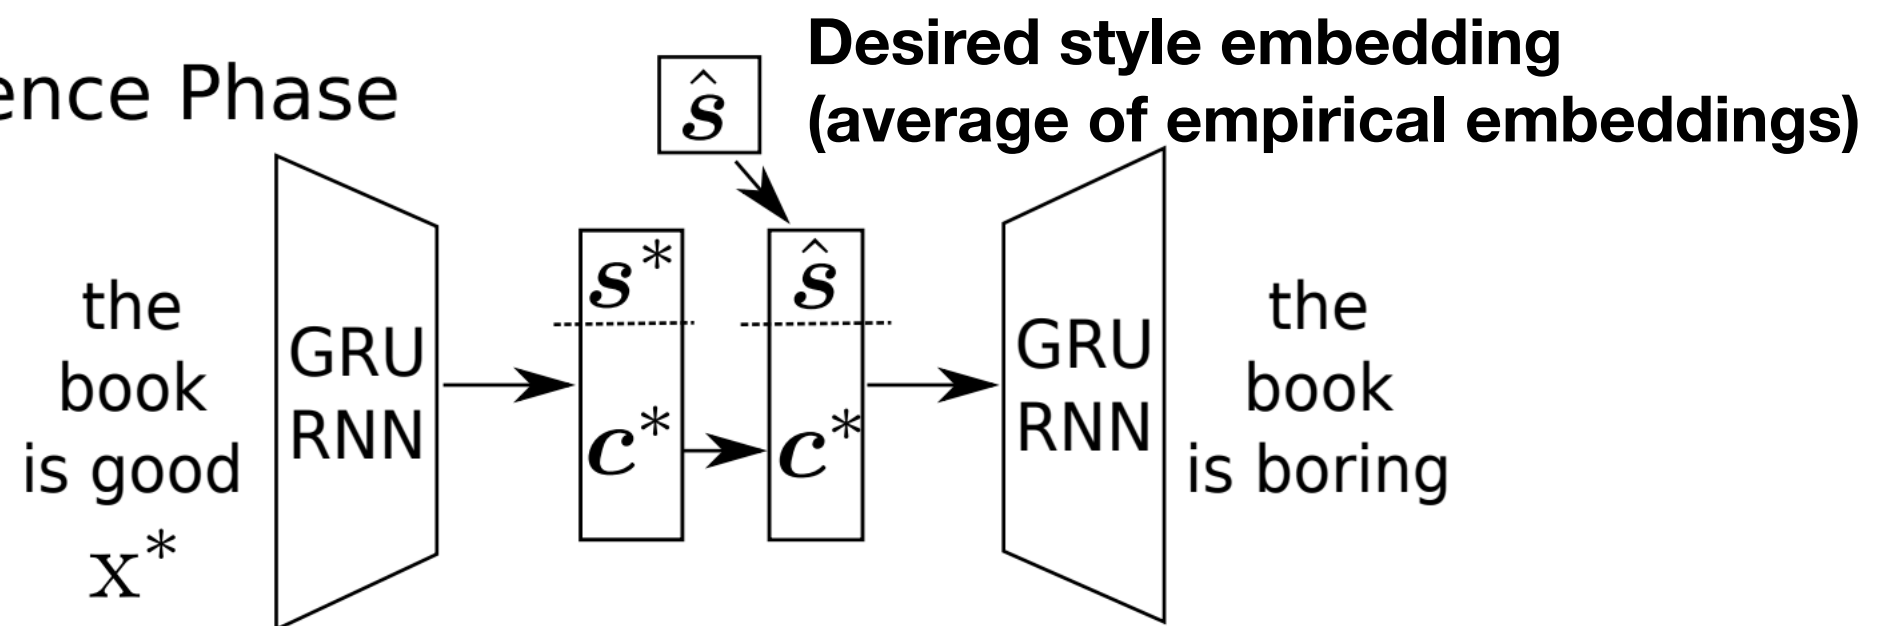 ence Phase
Desired style embedding
(average of empirical embeddings)
ŝ
the
book
is good
x*
GRU
RNN
s*
c*
ŝ
c*
GRU
RNN
the
book
is boring